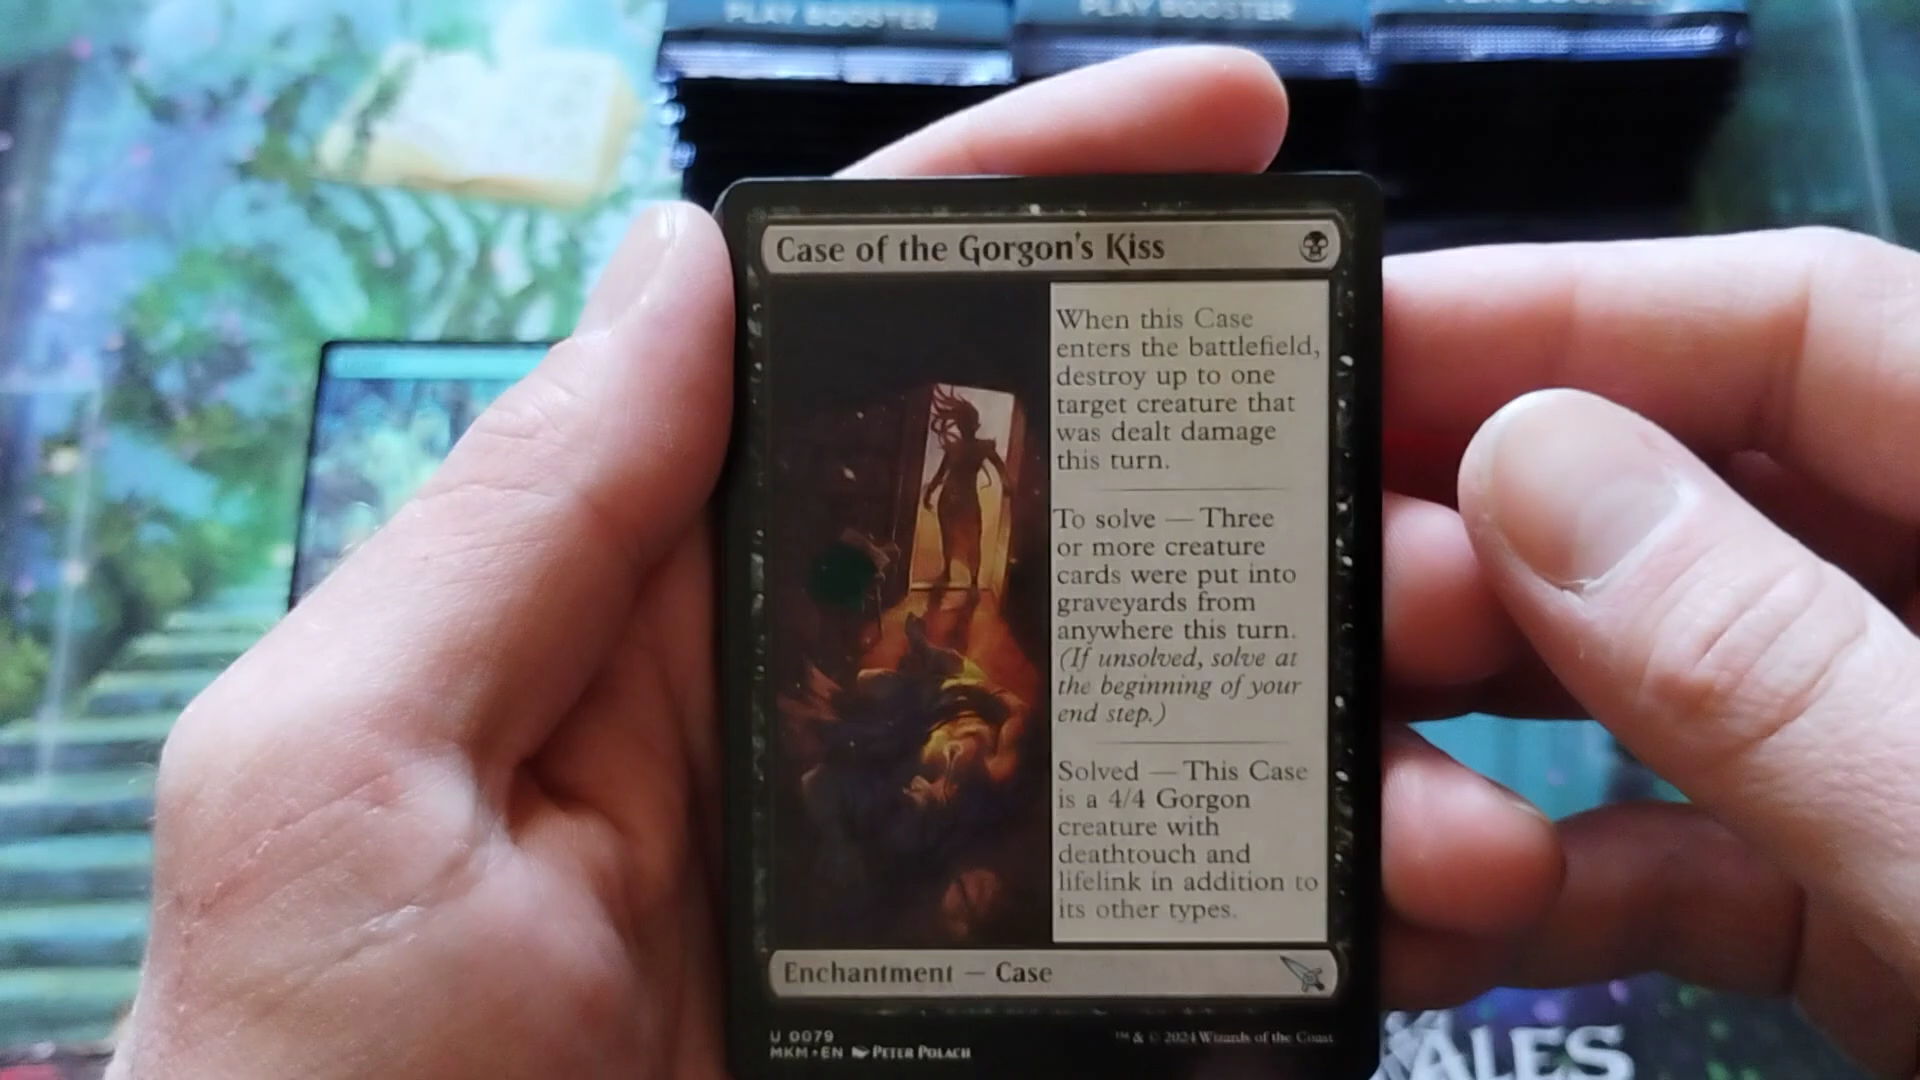 PLAY BOOSTER
PLAY BOOSTER
PLAY
Case of the Gorgon's Kiss
When this Case
enters the battlefield,
destroy up to one
target creature that
was dealt damage
this turn.
To solve — Three
or more creature
cards were put into
graveyards from
anywhere this turn.
(If unsolved, solve at
the beginning of your
end step.)
Solved — This Case
is a 4/4 Gorgon
creature with
deathtouch and
lifelink in addition to
its other types.
Enchantment — Case
U 0079
MKM • EN PETER POLACH
™ & © 2024 Wizards of the Coast
ALES